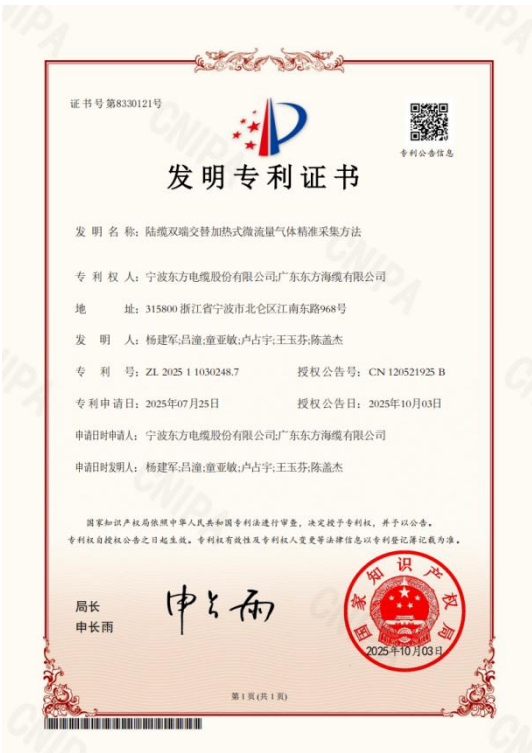 证书号第8330121号
专利公告信息
发明专利证书
发 明 名 称：陆缆双端交替加热式微流量气体精准采集方法
专 利 权 人：宁波东方电缆股份有限公司;广东东方海缆有限公司
地 址：315800 浙江省宁波市北仑区江南东路968号
发 明 人：杨建军;吕潼;童亚敏;卢占宇;王玉芬;陈盖杰
专 利 号：ZL 2025 1 1030248.7 授权公告号：CN 120521925 B
专利申请日：2025年07月25日 授权公告日：2025年10月03日
申请日时申请人：宁波东方电缆股份有限公司;广东东方海缆有限公司
申请日时发明人：杨建军;吕潼;童亚敏;卢占宇;王玉芬;陈盖杰
国家知识产权局依照中华人民共和国专利法进行审查，决定授予专利权，并予以公告。
专利权自授权公告之日起生效。专利权有效性及专利权人变更等法律信息以专利登记簿记载为准。
局长
申长雨
申长雨
国家知识产权局
2025年10月03日
第 1 页 (共 1 页)
CNIPA